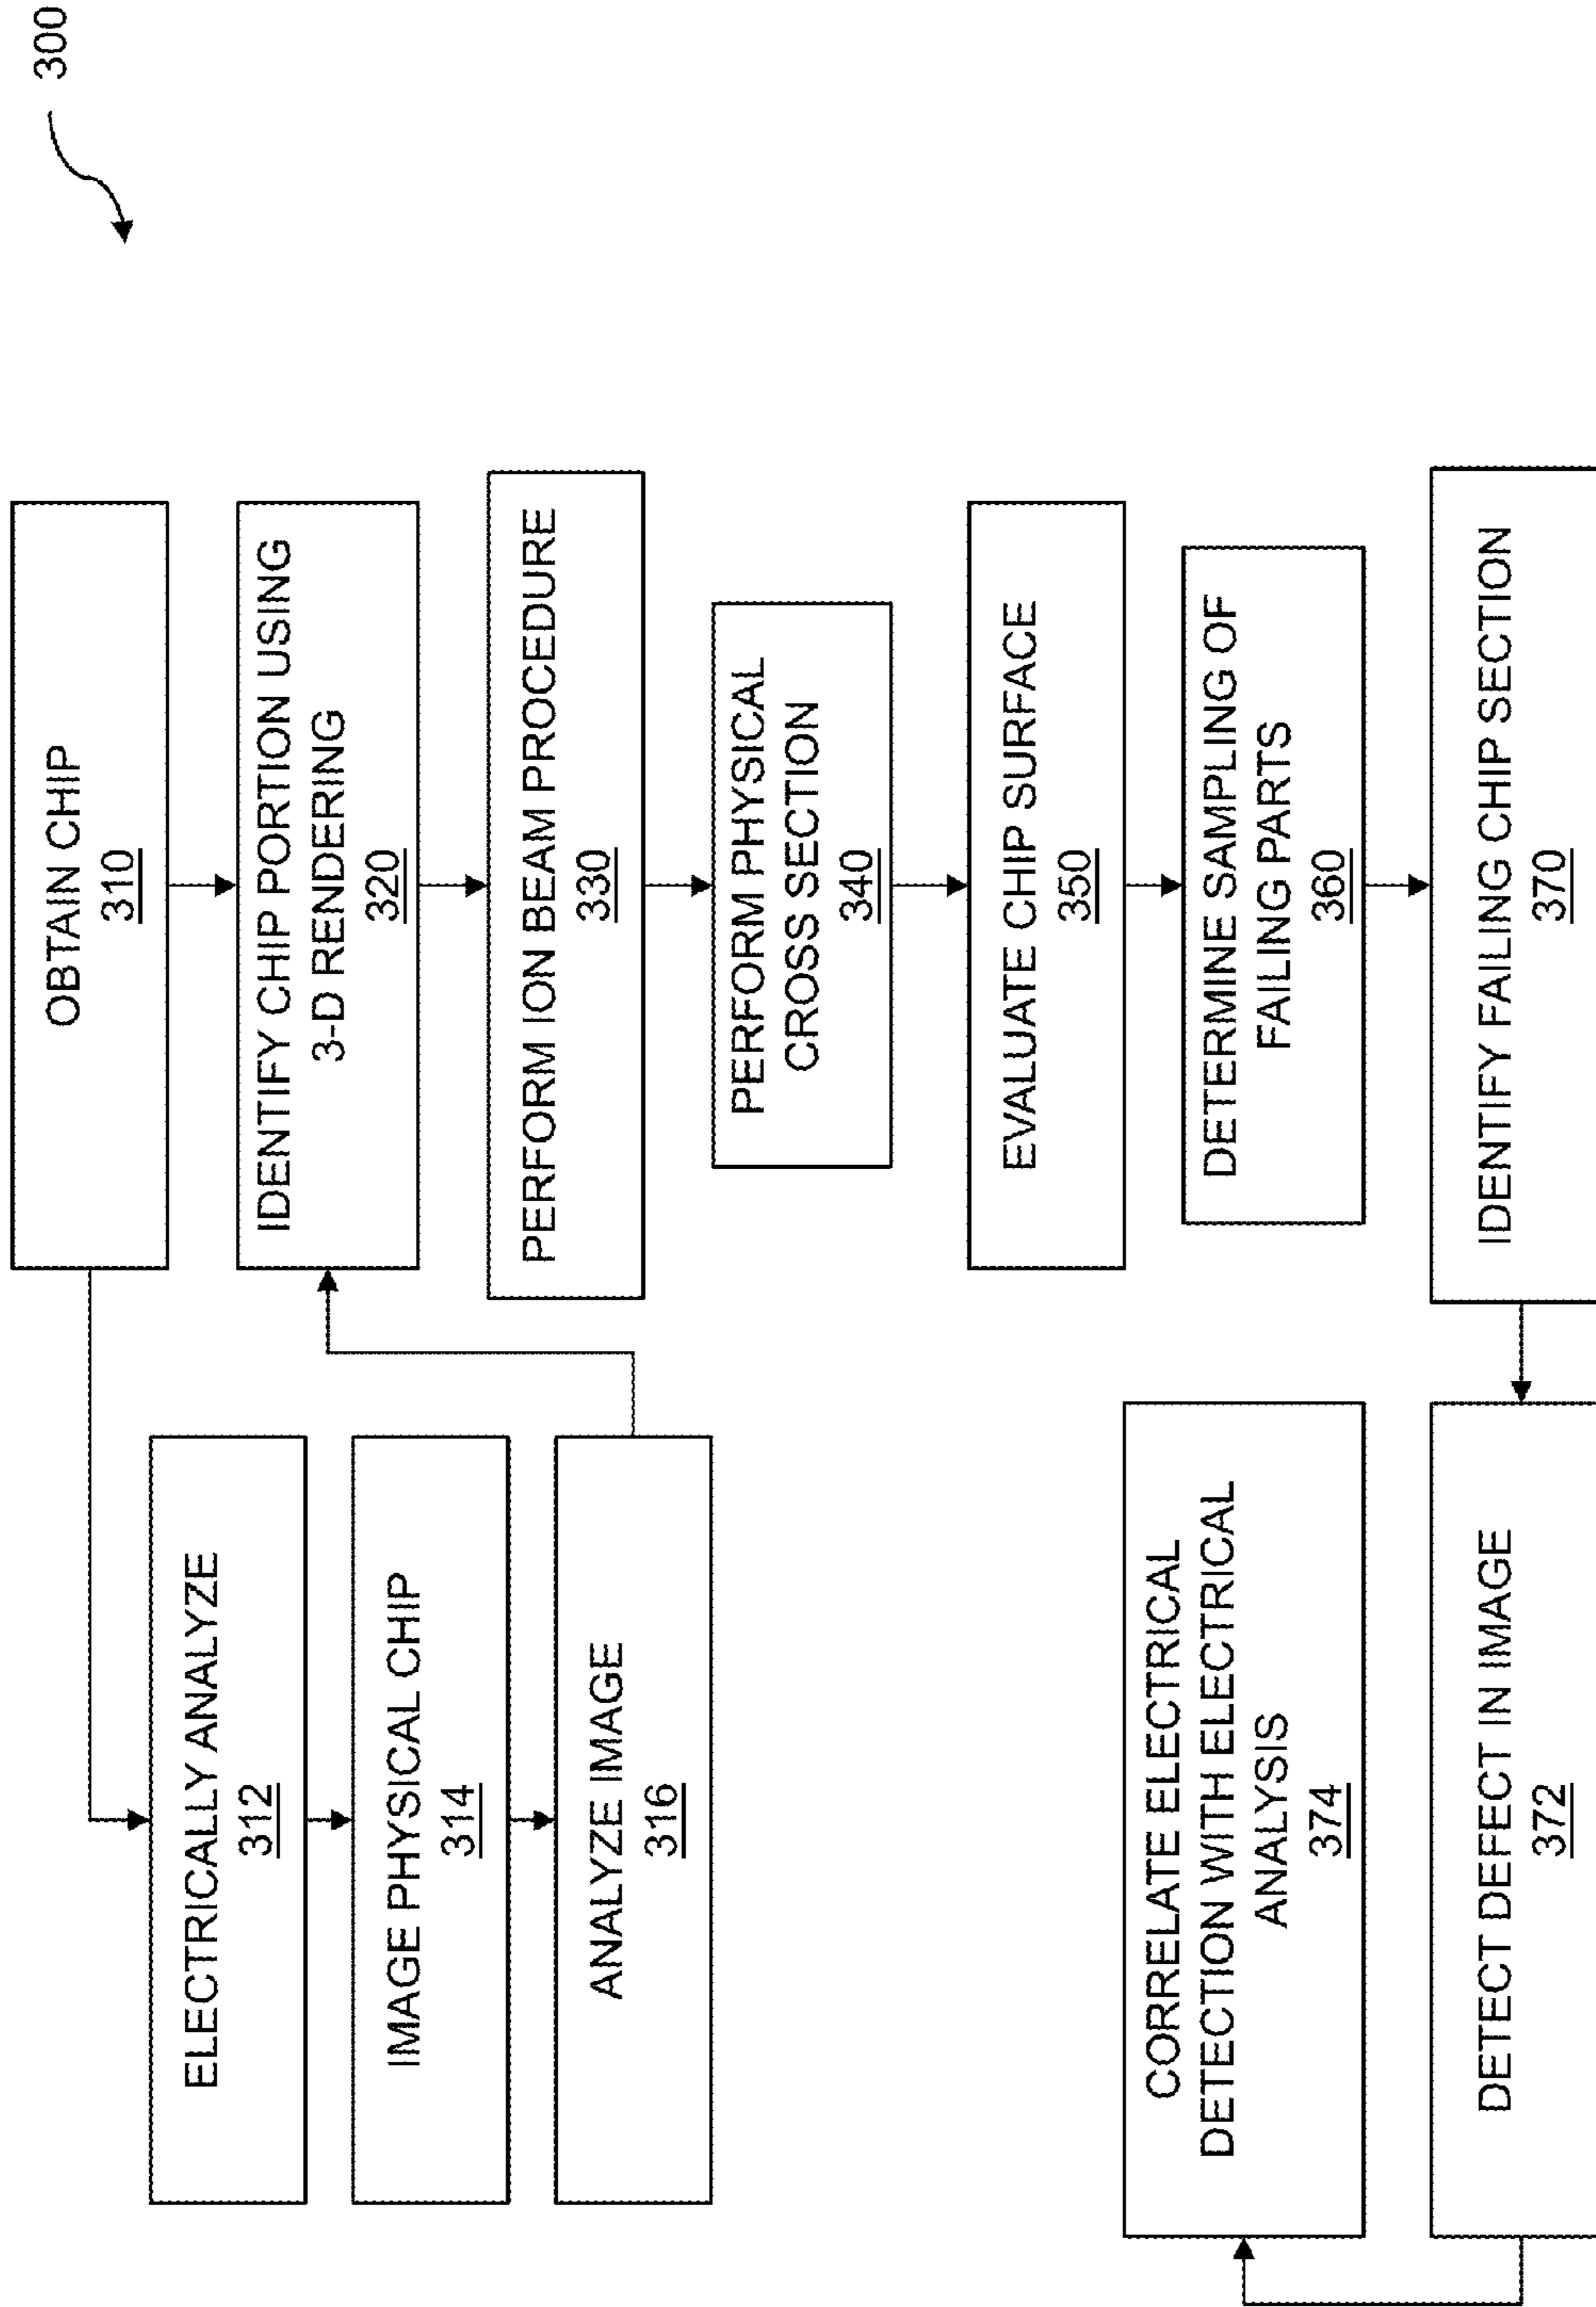 300
OBTAIN CHIP
310
ELECTRICALLY ANALYZE
312
IMAGE PHYSICAL CHIP
314
ANALYZE IMAGE
316
IDENTIFY CHIP PORTION USING
3-D RENDERING
320
PERFORM ION BEAM PROCEDURE
330
PERFORM PHYSICAL
CROSS SECTION
340
EVALUATE CHIP SURFACE
350
DETERMINE SAMPLING OF
FAILING PARTS
360
IDENTIFY FAILING CHIP SECTION
370
DETECT DEFECT IN IMAGE
372
CORRELATE ELECTRICAL
DETECTION WITH ELECTRICAL
ANALYSIS
374